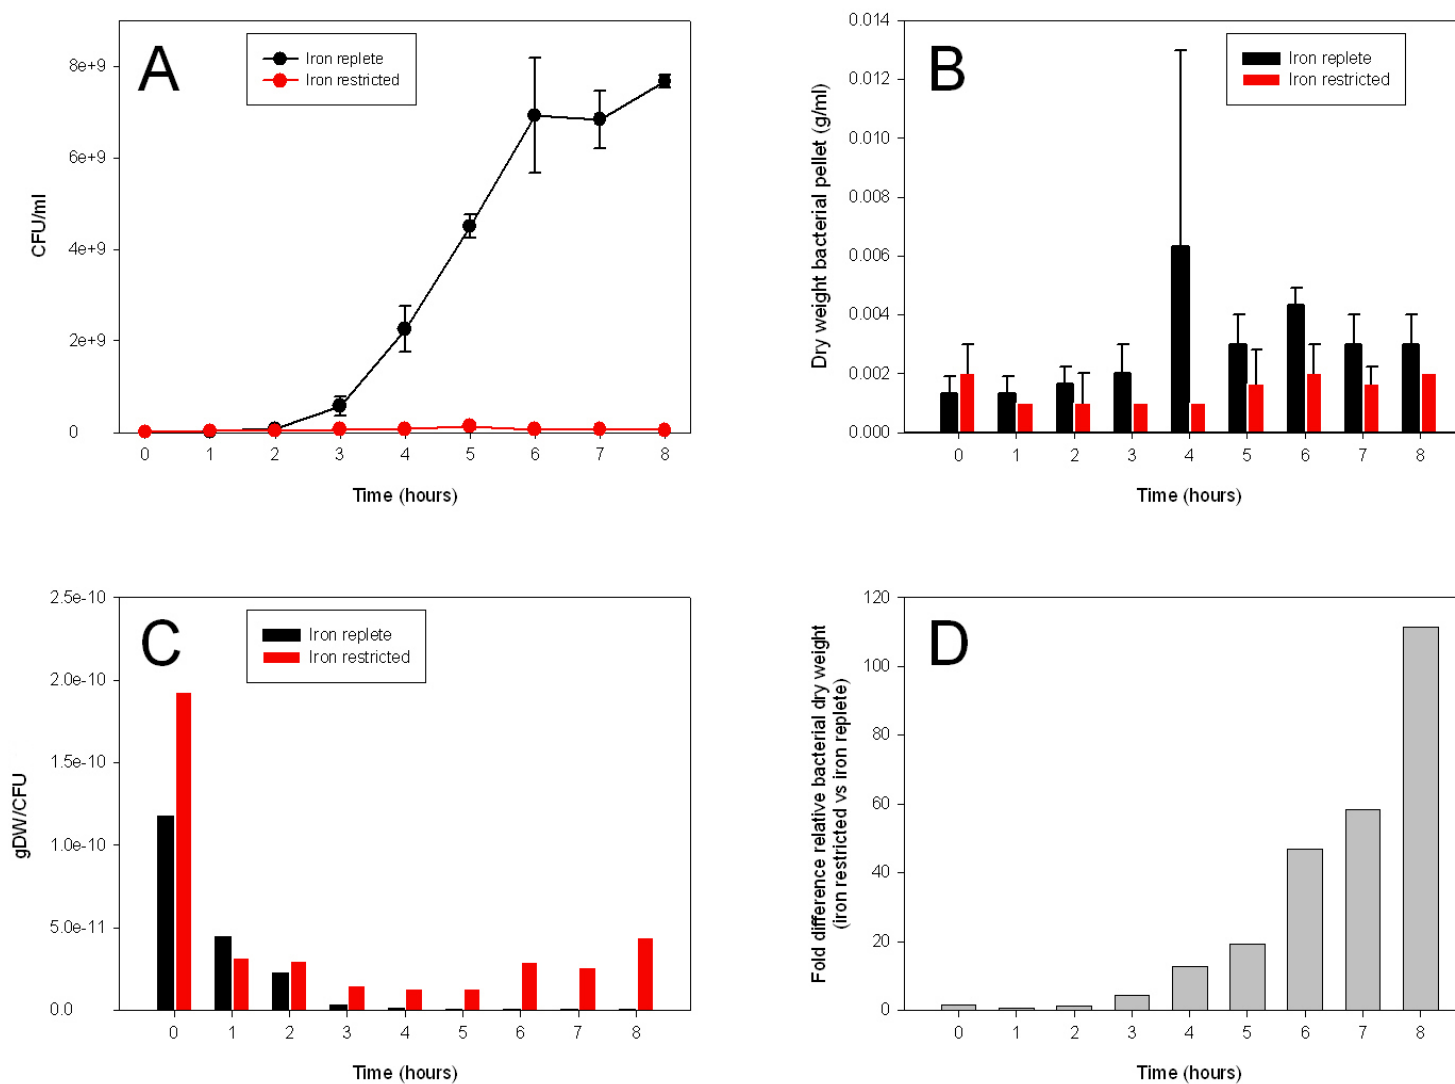 A
Iron replete
Iron restricted
8e+9
6e+9
4e+9
2e+9
0
CFU/ml
0 1 2 3 4 5 6 7 8
Time (hours)
B
Iron replete
Iron restricted
0.014
0.012
0.010
0.008
0.006
0.004
0.002
0.000
Dry weight bacterial pellet (g/ml)
0 1 2 3 4 5 6 7 8
Time (hours)
C
Iron replete
Iron restricted
2.5e-10
2.0e-10
1.5e-10
1.0e-10
5.0e-11
0.0
gDW/CFU
0 1 2 3 4 5 6 7 8
Time (hours)
D
120
100
80
60
40
20
0
Fold difference relative bacterial dry weight
(iron restricted vs iron replete)
0 1 2 3 4 5 6 7 8
Time (hours)